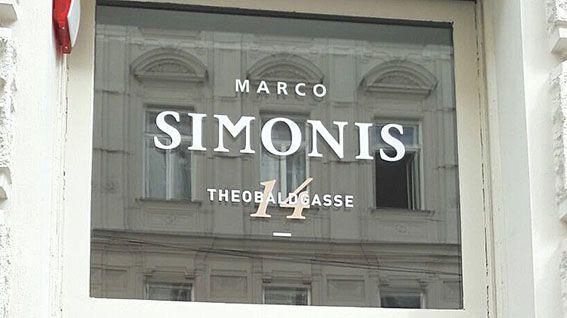 MARCO
SIMONIS
THEOBALDGASSE
14